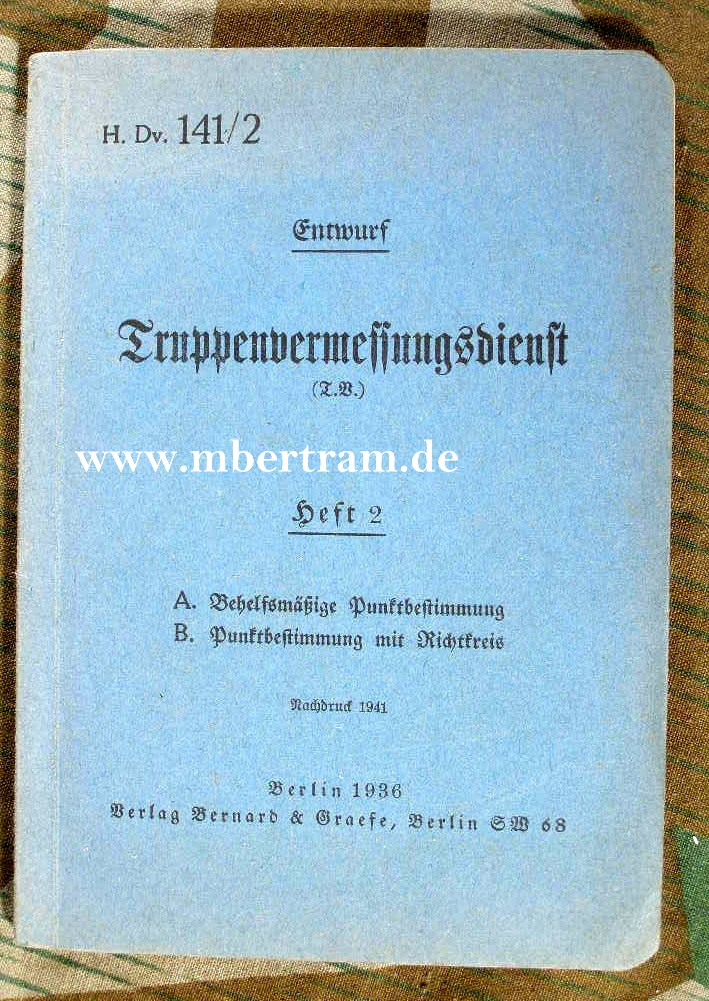 H. Dv. 141/2
Entwurf
Truppenvermessungsdienst
(T.V.)
www.mbertram.de
Heft 2
A. Behelfsmäßige Punktbestimmung
B. Punktbestimmung mit Richtkreis
Nachdruck 1941
Berlin 1936
Verlag Bernard & Graefe, Berlin SW 68